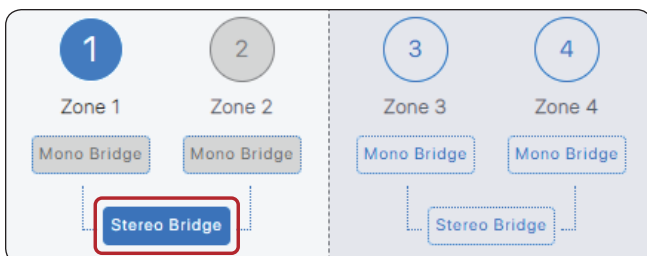 1 2 3 4
Zone 1 Zone 2 Zone 3 Zone 4
Mono Bridge Mono Bridge Mono Bridge Mono Bridge
Stereo Bridge Stereo Bridge